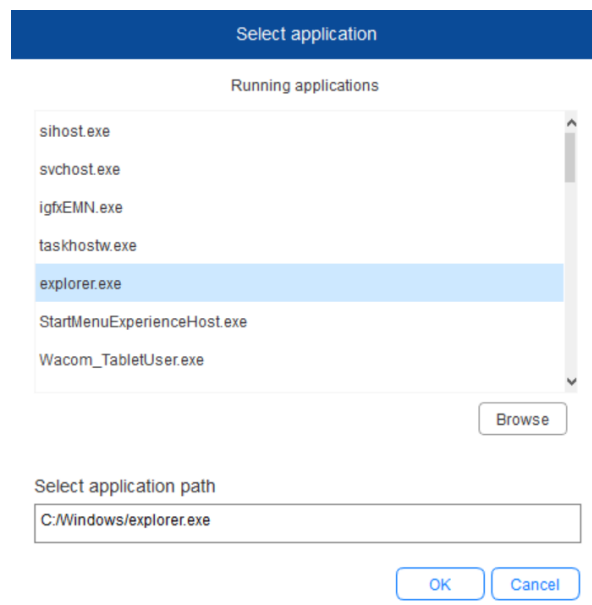 Select application
Running applications
sihost.exe
svchost.exe
igfxEMN.exe
taskhostw.exe
explorer.exe
StartMenuExperienceHost.exe
Wacom_TabletUser.exe
Browse
Select application path
C:/Windows/explorer.exe
OK
Cancel